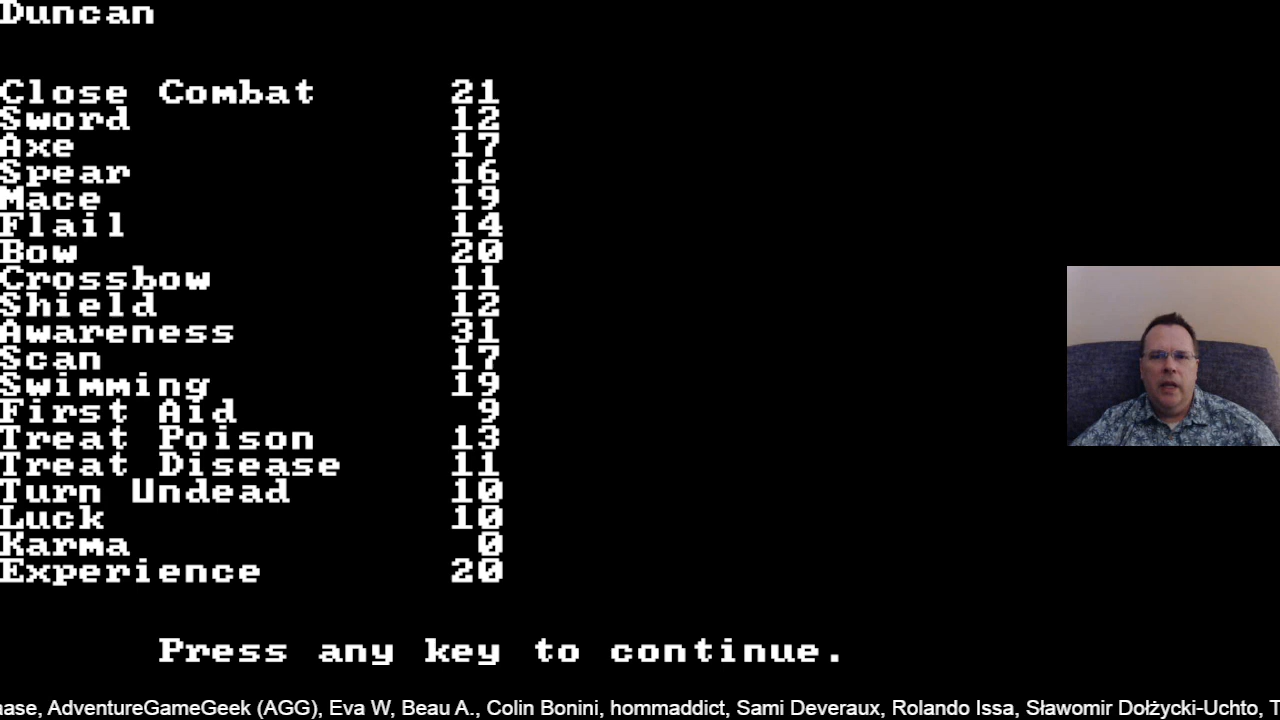 Duncan
Close Combat 21
Sword 12
Axe 17
Spear 16
Mace 19
Flail 14
Bow 20
Crossbow 11
Shield 12
Awareness 31
Scan 17
Swimming 19
First Aid 9
Treat Poison 13
Treat Disease 11
Turn Undead 10
Luck 10
Karma 0
Experience 20
Press any key to continue.
AdventureGameGeek (AGG), Eva W, Beau A., Colin Bonini, hommaddict, Sami Deveraux, Rolando Issa, Sławomir Dołżycki-Uchto,